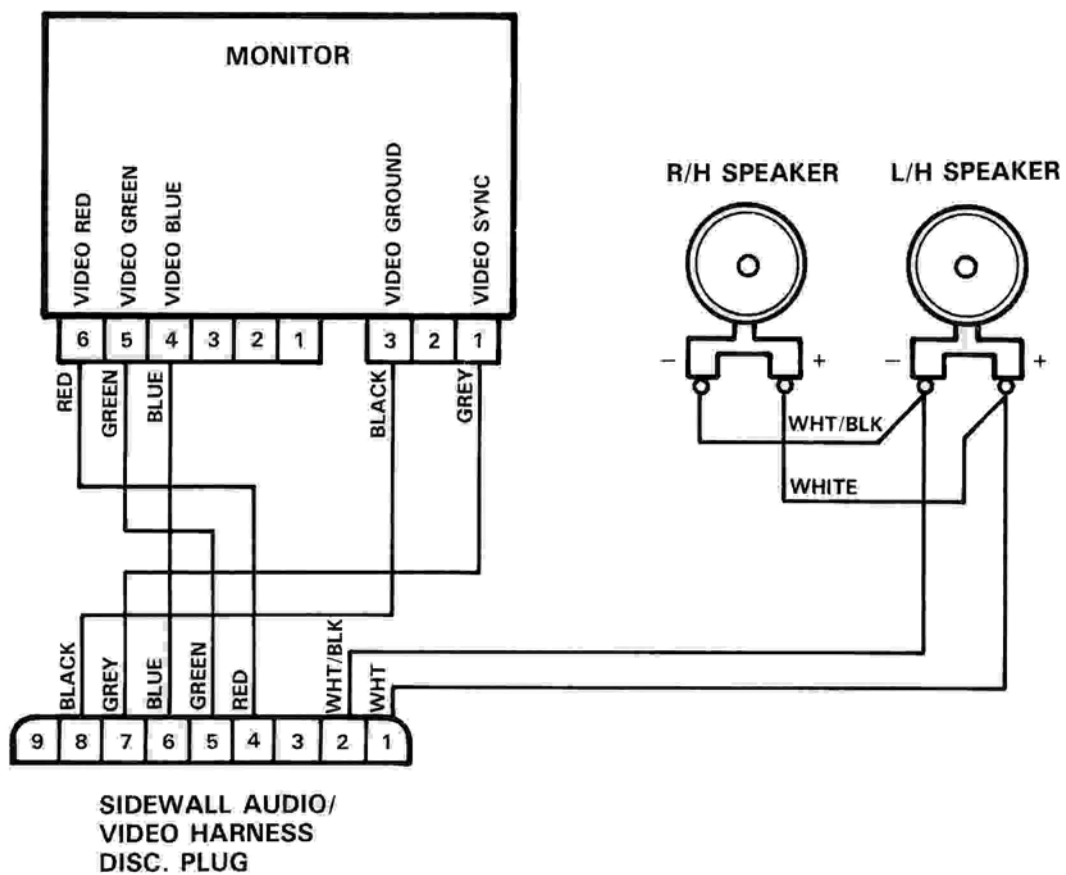 MONITOR
VIDEO RED
VIDEO GREEN
VIDEO BLUE
VIDEO GROUND
VIDEO SYNC
6 5 4 3 2 1
3 2 1
RED
GREEN
BLUE
BLACK
GREY
R/H SPEAKER
L/H SPEAKER
− +
− +
WHT/BLK
WHITE
BLACK
GREY
BLUE
GREEN
RED
WHT/BLK
WHT
9 8 7 6 5 4 3 2 1
SIDEWALL AUDIO/
VIDEO HARNESS
DISC. PLUG